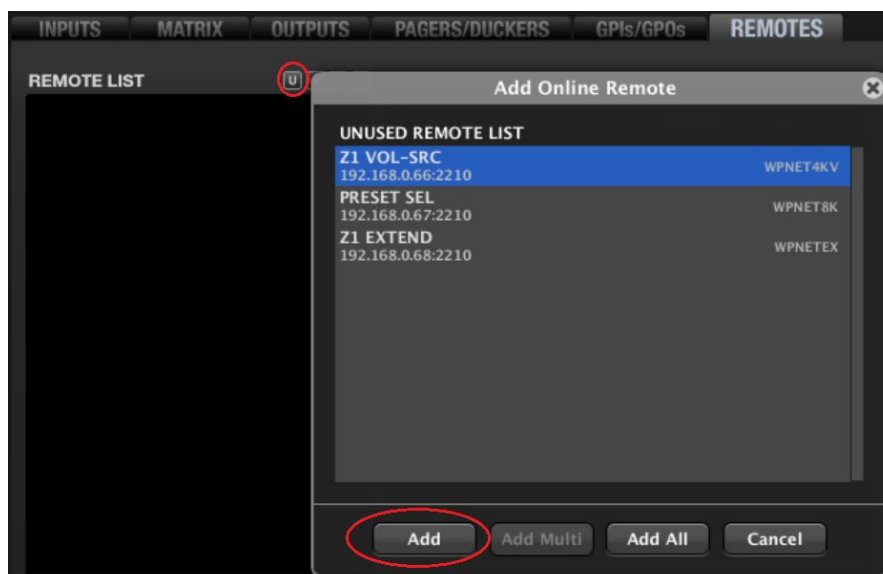 INPUTS MATRIX OUTPUTS PAGERS/DUCKERS GPIs/GPOs REMOTES
REMOTE LIST U
Add Online Remote
UNUSED REMOTE LIST
Z1 VOL-SRC
192.168.0.66:2210 WPNET4KV
PRESET SEL
192.168.0.67:2210 WPNET8K
Z1 EXTEND
192.168.0.68:2210 WPNETEX
Add Add Multi Add All Cancel